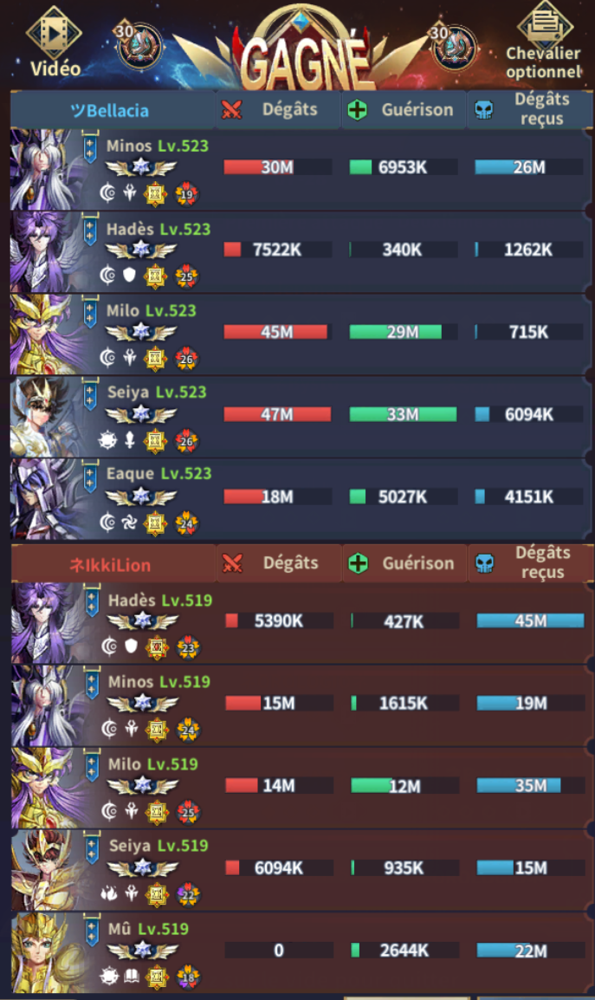 30
30
GAGNÉ
Vidéo
Chevalier
optionnel
ツBellacia
Dégâts
Guérison
Dégâts
reçus
Minos Lv.523
30M
6953K
26M
19
Hadès Lv.523
7522K
340K
1262K
25
Milo Lv.523
45M
29M
715K
26
Seiya Lv.523
47M
33M
6094K
26
Eaque Lv.523
18M
5027K
4151K
24
ネIkkiLion
Dégâts
Guérison
Dégâts
reçus
Hadès Lv.519
5390K
427K
45M
23
Minos Lv.519
15M
1615K
19M
24
Milo Lv.519
14M
12M
35M
25
Seiya Lv.519
6094K
935K
15M
22
Mû Lv.519
0
2644K
22M
18